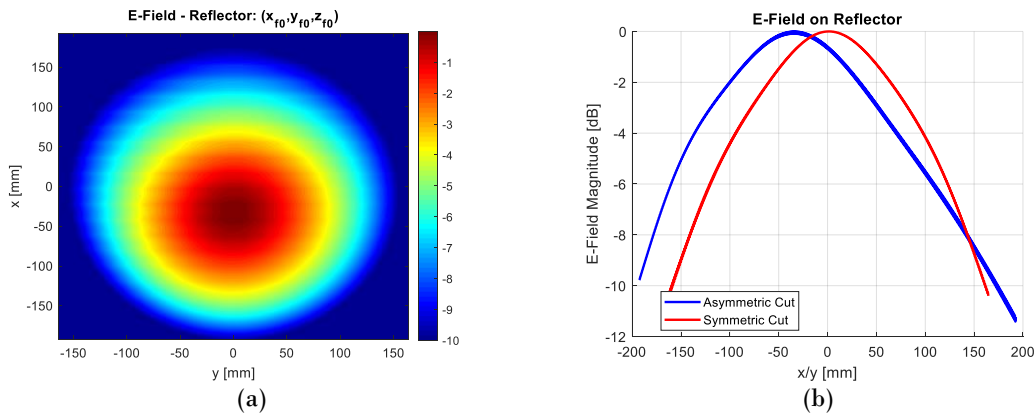 E-Field - Reflector: (x_f0,y_f0,z_f0)
x [mm]
150
100
50
0
-50
-100
-150
-150 -100 -50 0 50 100 150
y [mm]
-1
-2
-3
-4
-5
-6
-7
-8
-9
-10
(a)
E-Field on Reflector
E-Field Magnitude [dB]
0
-2
-4
-6
-8
-10
-12
Asymmetric Cut
Symmetric Cut
-200 -150 -100 -50 0 50 100 150 200
x/y [mm]
(b)